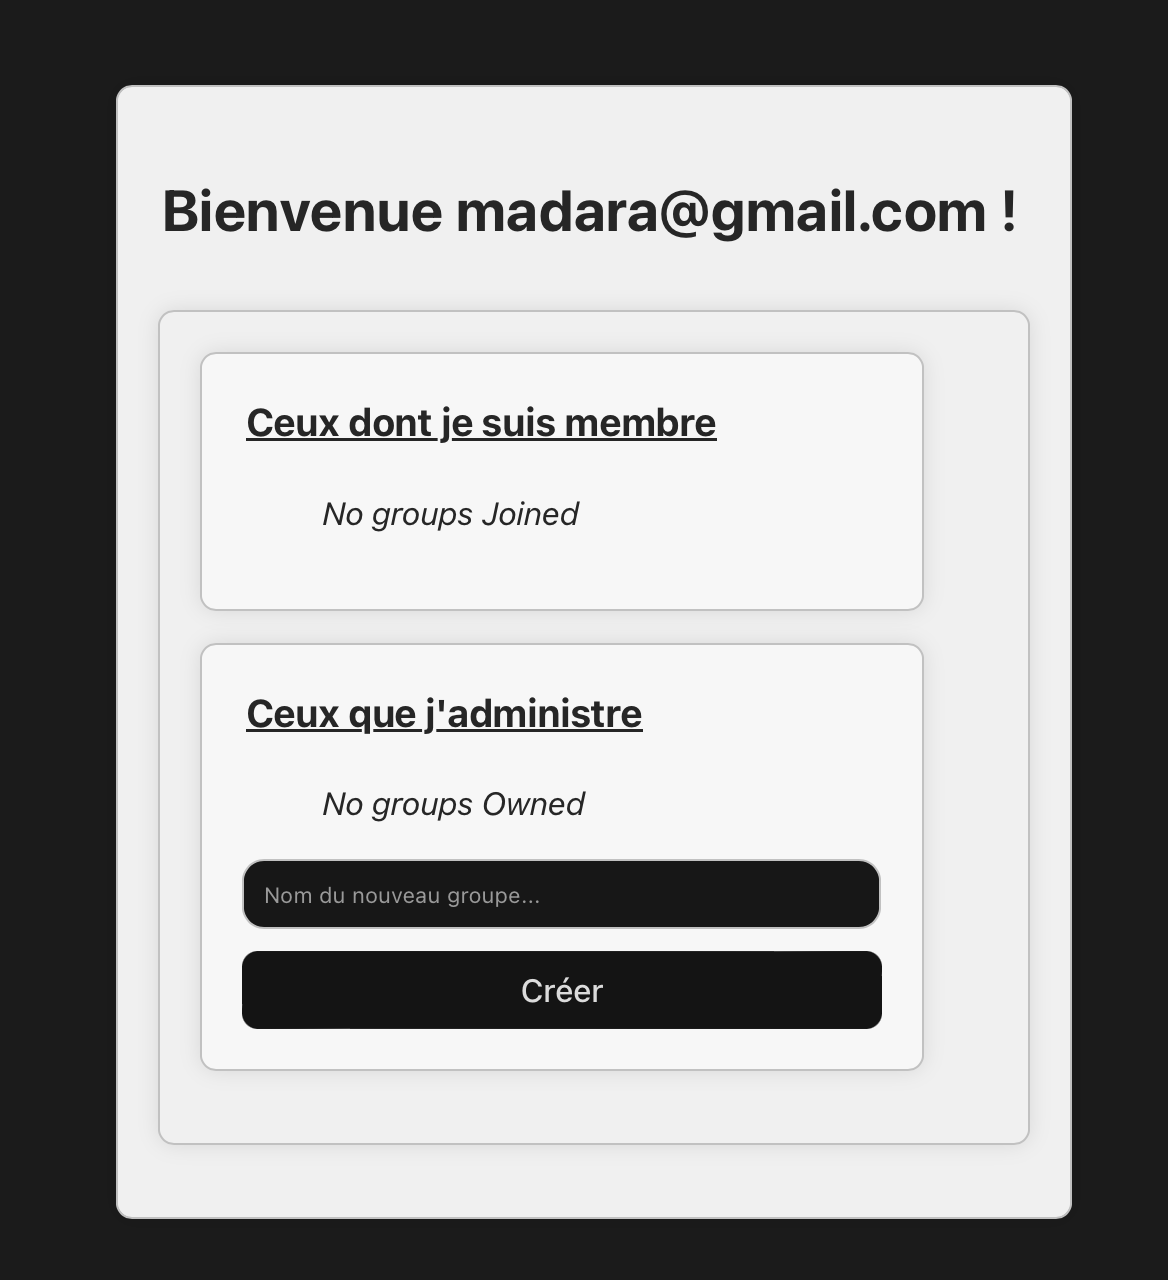 Bienvenue madara@gmail.com !
Ceux dont je suis membre
No groups Joined
Ceux que j'administre
No groups Owned
Nom du nouveau groupe...
Créer